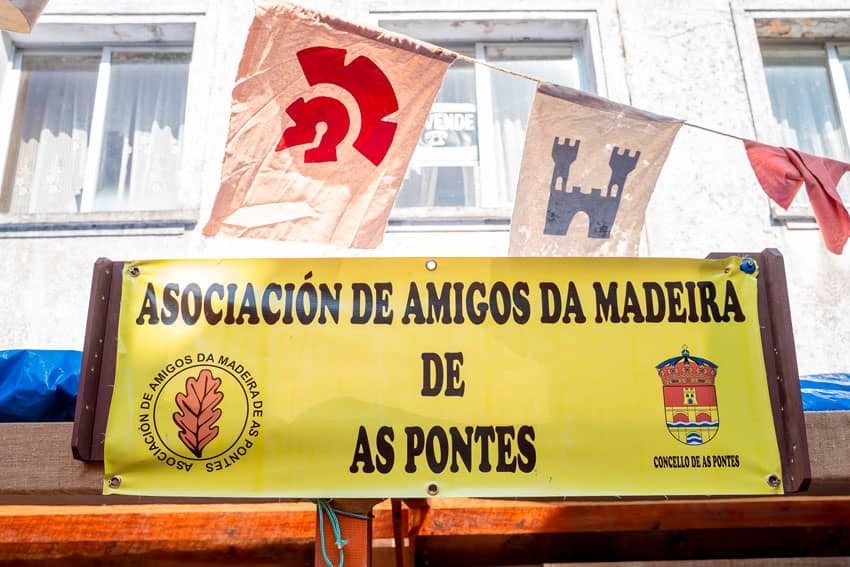 VENDE
ASOCIACIÓN DE AMIGOS DA MADEIRA
DE
AS PONTES
ASOCIACIÓN DE AMIGOS DA MADEIRA DE AS PONTES
CONCELLO DE AS PONTES